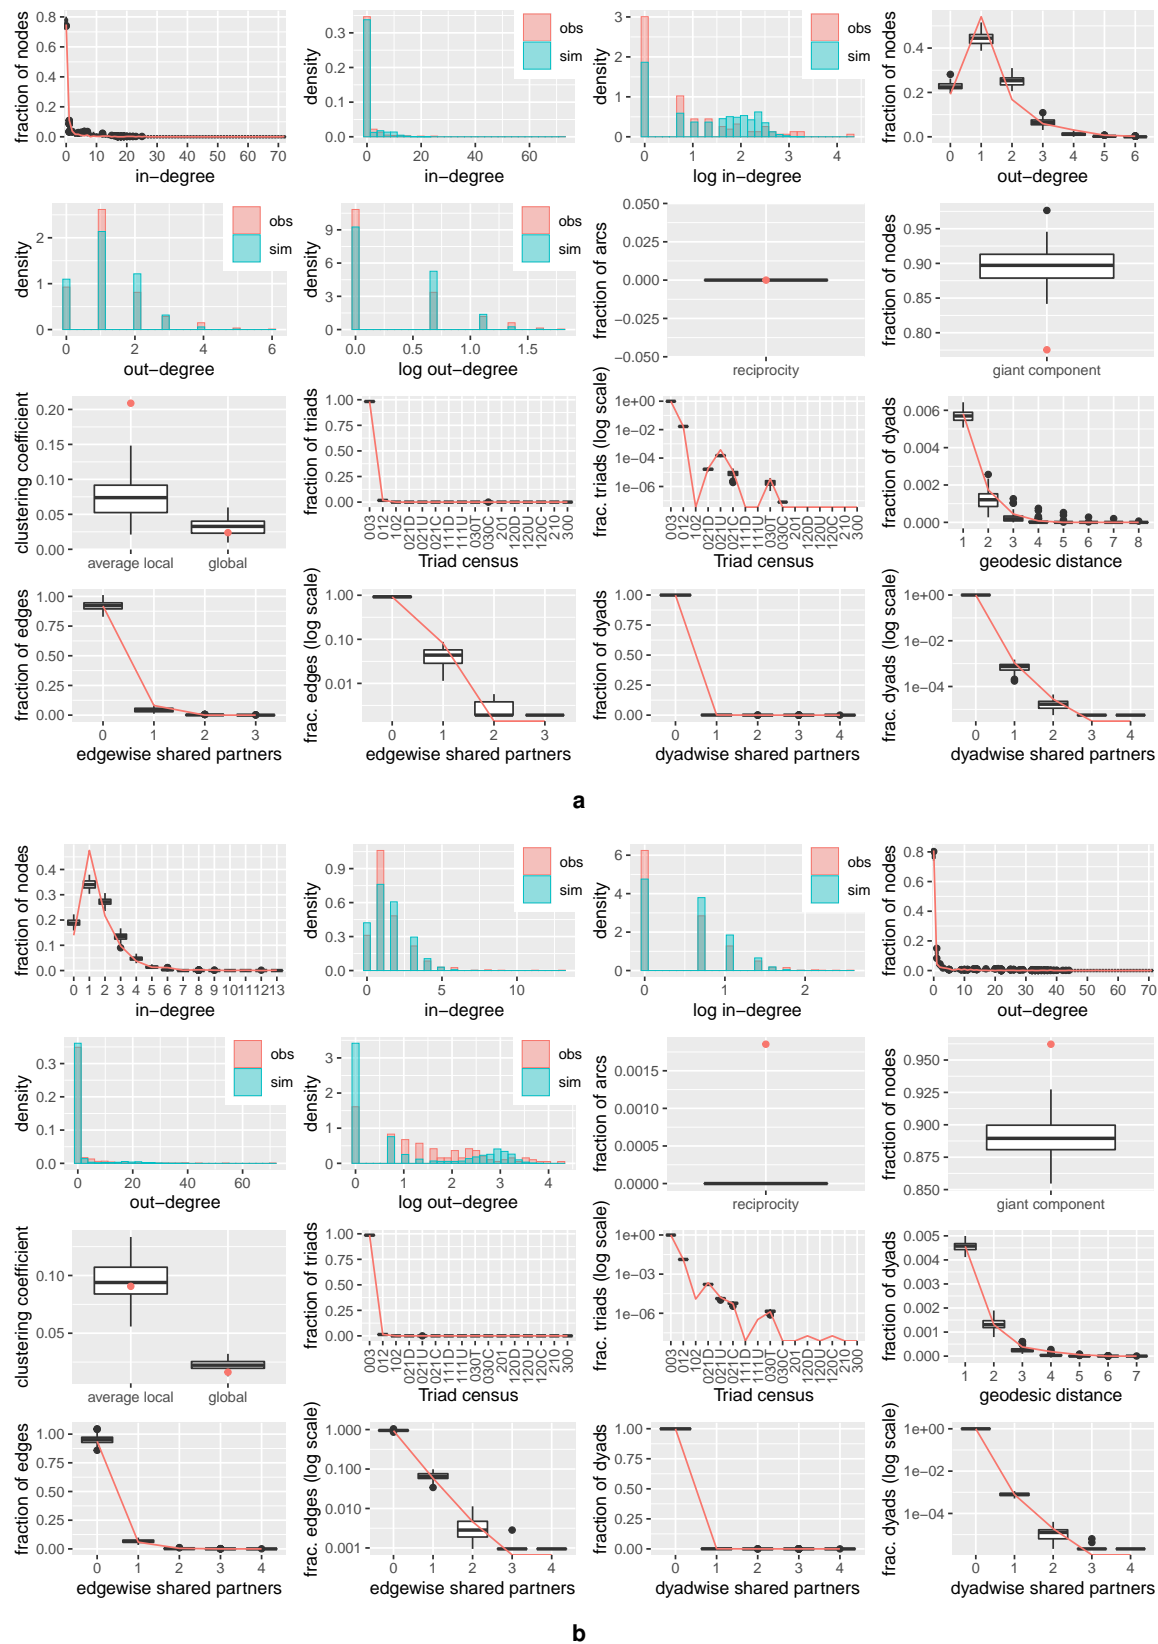 fraction of nodes
0.8
0.6
0.4
0.2
0.0
0 10 20 30 40 50 60 70
in−degree
density
0.3
0.2
0.1
0.0
0 20 40 60
in−degree
obs
sim
density
3
2
1
0
0 1 2 3 4
log in−degree
obs
sim
fraction of nodes
0.4
0.2
0.0
0 1 2 3 4 5 6
out−degree
density
2
1
0
0 2 4 6
out−degree
obs
sim
density
9
6
3
0
0.0 0.5 1.0 1.5
log out−degree
obs
sim
fraction of arcs
0.050
0.025
0.000
−0.025
−0.050
reciprocity
fraction of nodes
0.95
0.90
0.85
0.80
giant component
clustering coefficient
0.20
0.15
0.10
0.05
0.00
average local global
fraction of triads
1.00
0.75
0.50
0.25
0.00
003 012 102 021D 021U 021C 111D 111U 030T 030C 201 120D 120U 120C 210 300
Triad census
frac. triads (log scale)
1e+00
1e−02
1e−04
1e−06
003 012 102 021D 021U 021C 111D 111U 030T 030C 201 120D 120U 120C 210 300
Triad census
fraction of dyads
0.006
0.004
0.002
0.000
1 2 3 4 5 6 7 8
geodesic distance
fraction of edges
1.00
0.75
0.50
0.25
0.00
0 1 2 3
edgewise shared partners
frac. edges (log scale)
1.00
0.10
0.01
0 1 2 3
edgewise shared partners
fraction of dyads
1.00
0.75
0.50
0.25
0.00
0 1 2 3 4
dyadwise shared partners
frac. dyads (log scale)
1e+00
1e−02
1e−04
0 1 2 3 4
dyadwise shared partners
a
fraction of nodes
0.4
0.3
0.2
0.1
0.0
0 1 2 3 4 5 6 7 8 9 10 11 12 13
in−degree
density
0.9
0.6
0.3
0.0
0 5 10
in−degree
obs
sim
density
6
4
2
0
0 1 2
log in−degree
obs
sim
fraction of nodes
0.8
0.6
0.4
0.2
0.0
0 10 20 30 40 50 60 70
out−degree
density
0.3
0.2
0.1
0.0
0 20 40 60
out−degree
obs
sim
density
3
2
1
0
0 1 2 3 4
log out−degree
obs
sim
fraction of arcs
0.0015
0.0010
0.0005
0.0000
reciprocity
fraction of nodes
0.950
0.925
0.900
0.875
0.850
giant component
clustering coefficient
0.10
0.05
average local global
fraction of triads
1.00
0.75
0.50
0.25
0.00
003 012 102 021D 021U 021C 111D 111U 030T 030C 201 120D 120U 120C 210 300
Triad census
frac. triads (log scale)
1e+00
1e−03
1e−06
003 012 102 021D 021U 021C 111D 111U 030T 030C 201 120D 120U 120C 210 300
Triad census
fraction of dyads
0.005
0.004
0.003
0.002
0.001
0.000
1 2 3 4 5 6 7
geodesic distance
fraction of edges
1.00
0.75
0.50
0.25
0.00
0 1 2 3 4
edgewise shared partners
frac. edges (log scale)
1.000
0.100
0.010
0.001
0 1 2 3 4
edgewise shared partners
fraction of dyads
1.00
0.75
0.50
0.25
0.00
0 1 2 3 4
dyadwise shared partners
frac. dyads (log scale)
1e+00
1e−02
1e−04
0 1 2 3 4
dyadwise shared partners
b